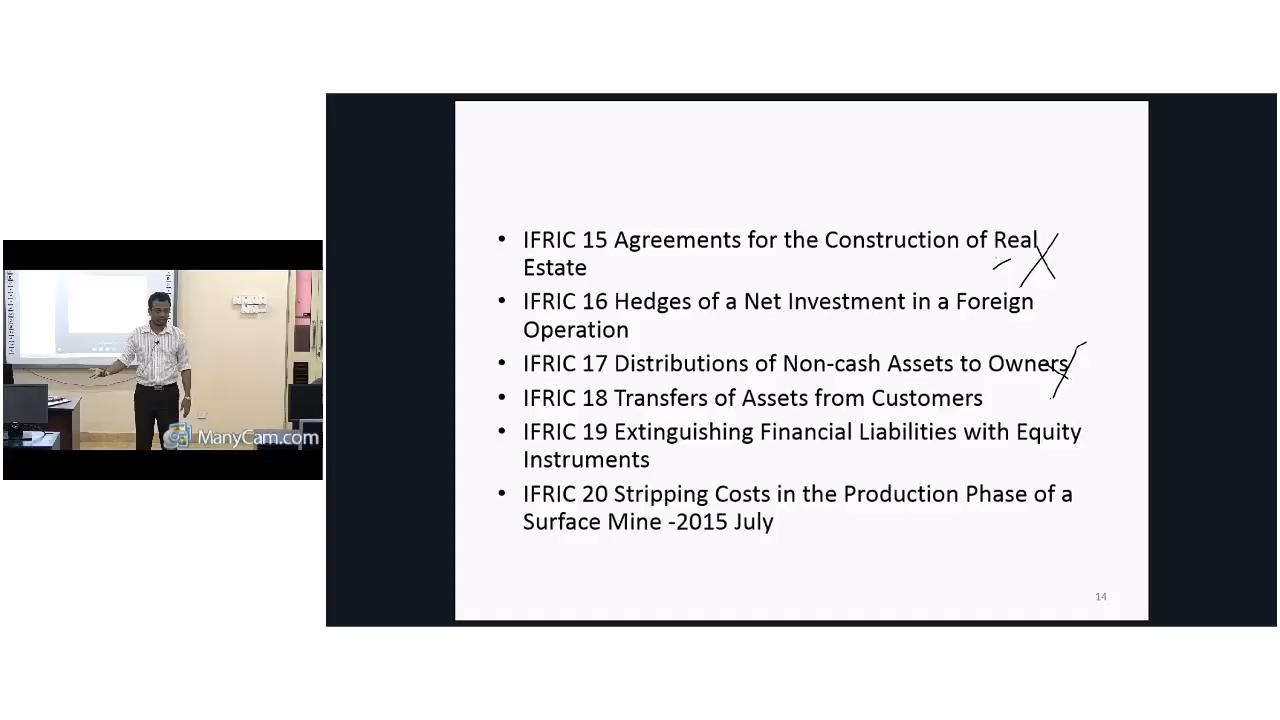 • IFRIC 15 Agreements for the Construction of Real
Estate
• IFRIC 16 Hedges of a Net Investment in a Foreign
Operation
• IFRIC 17 Distributions of Non-cash Assets to Owners
• IFRIC 18 Transfers of Assets from Customers
• IFRIC 19 Extinguishing Financial Liabilities with Equity
Instruments
• IFRIC 20 Stripping Costs in the Production Phase of a
Surface Mine -2015 July
14
ManyCam.com